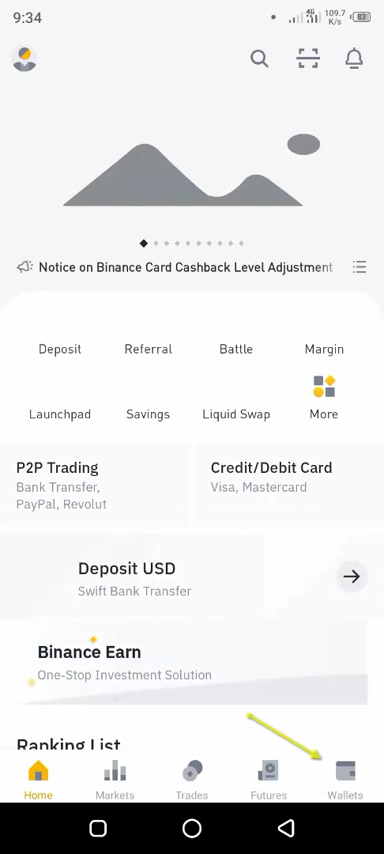 9:34
4G
109.7
K/s
83
Notice on Binance Card Cashback Level Adjustment
Deposit Referral Battle Margin
Launchpad Savings Liquid Swap More
P2P Trading
Bank Transfer,
PayPal, Revolut
Credit/Debit Card
Visa, Mastercard
Deposit USD
Swift Bank Transfer
Binance Earn
One-Stop Investment Solution
Ranking List
Home Markets Trades Futures Wallets